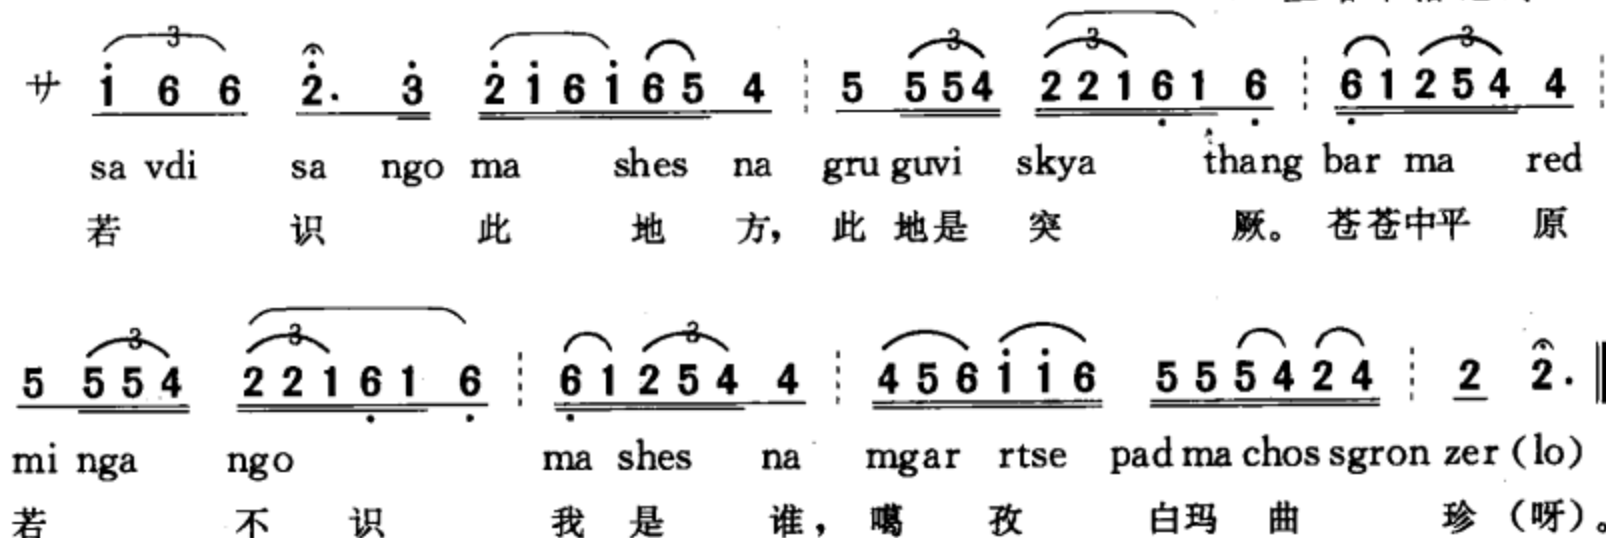 サ i 6 6 2̇. 3̇ 2̇ i 6 i 6 5 4 5 5 5 4 2 2 1 6̣ 1 6̣ 6̣ 1 2 5 4 4
sa vdi sa ngo ma shes na gru guvi skya thang bar ma red
若 识 此 地 方，此 地是 突 厥。苍苍中平 原
5 5 5 4 2 2 1 6̣ 1 6̣ 6̣ 1 2 5 4 4 4 5 6 i i 6 5 5 5 4 2 4 2 2.
mi nga ngo ma shes na mgar rtse pad ma chos sgron zer (lo)
若 不 识 我 是 谁，噶 孜 白玛 曲 珍（呀）。